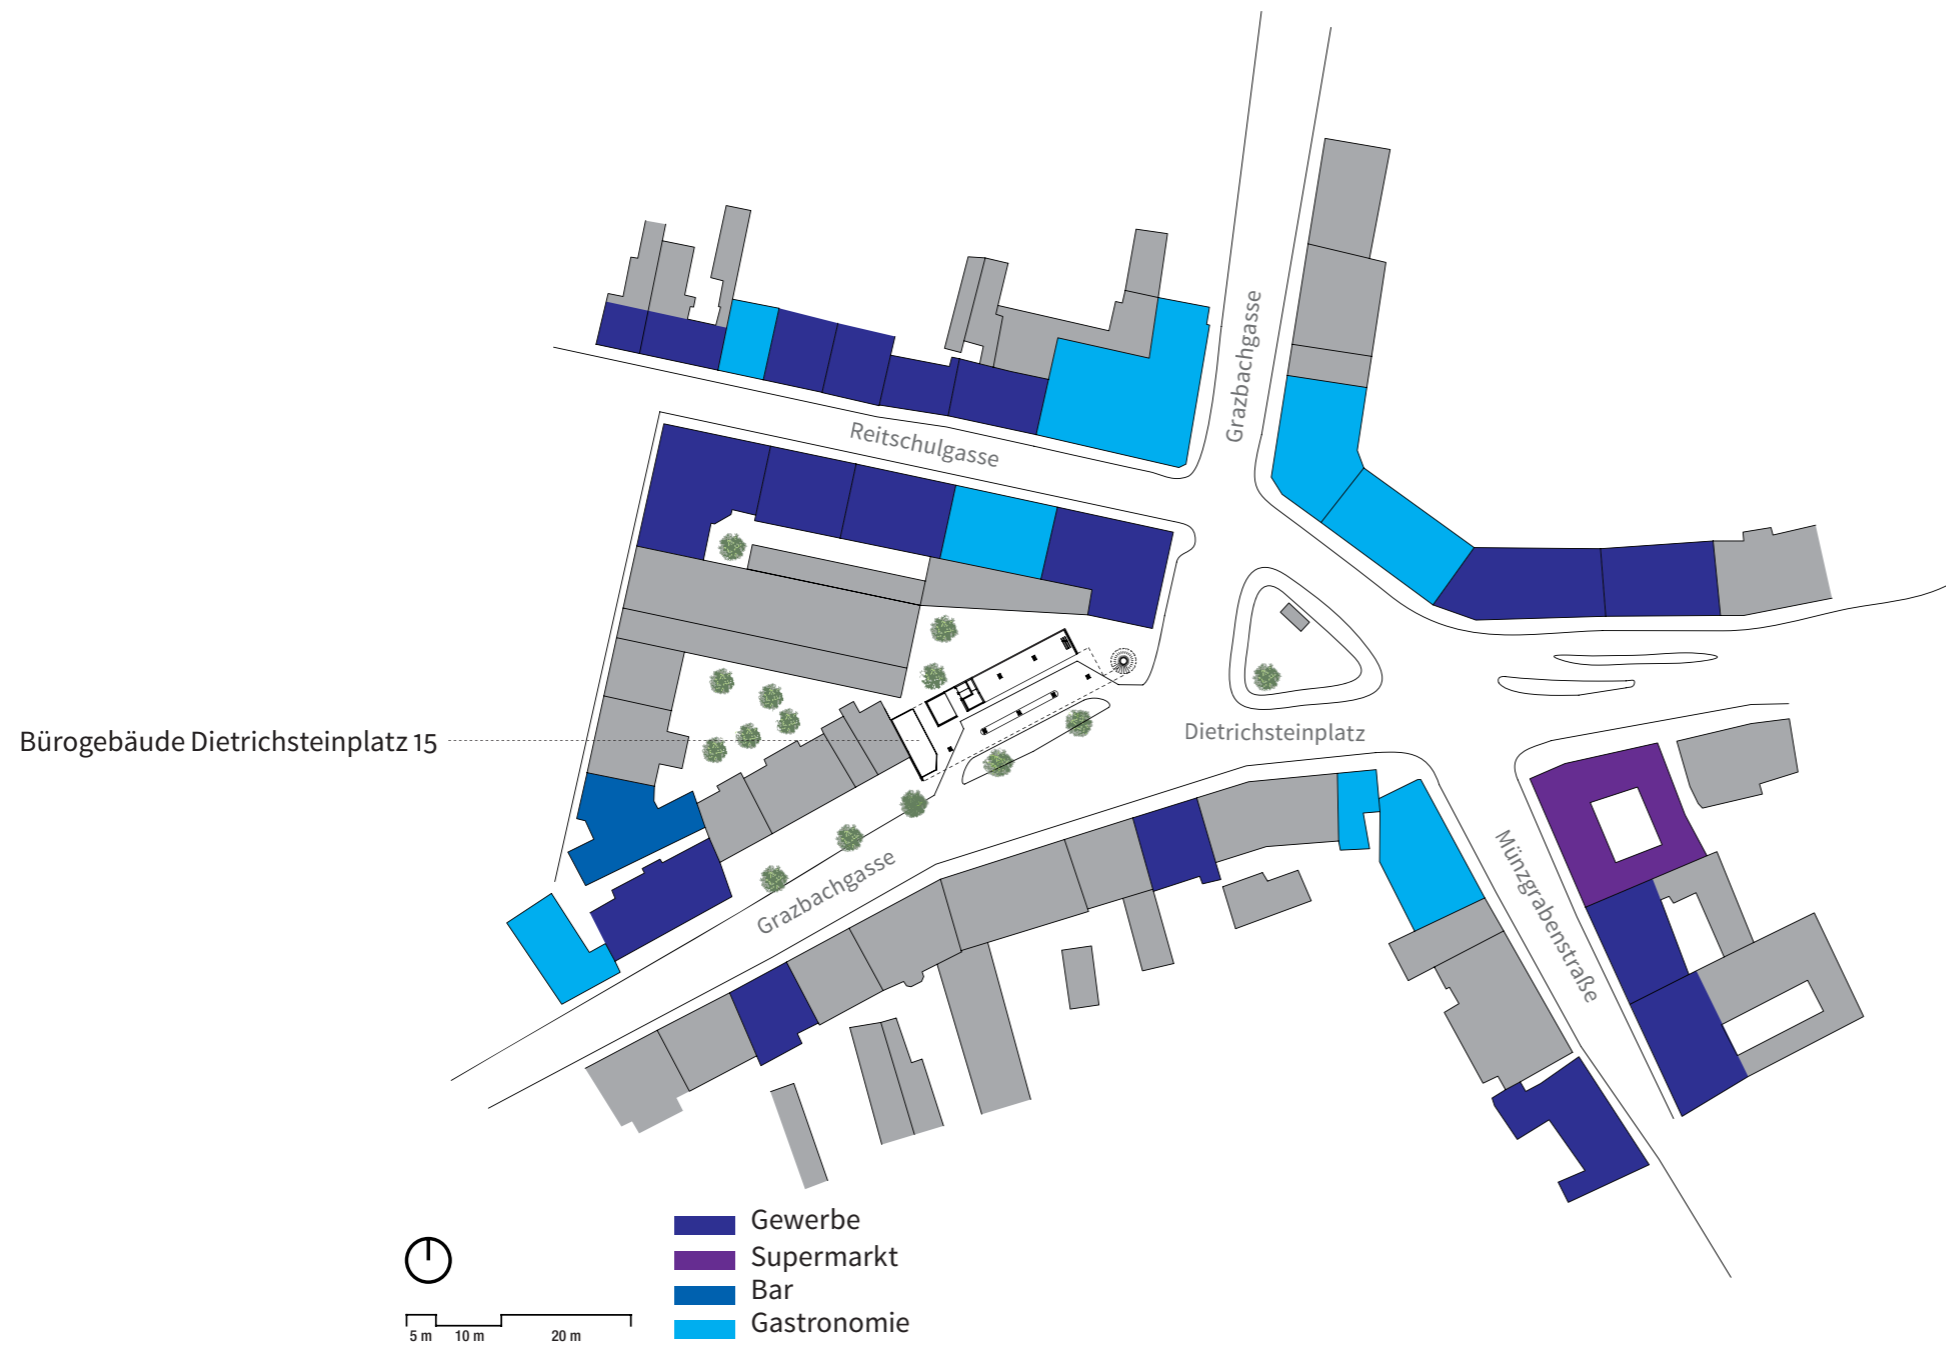 Grazbachgasse
Reitschulgasse
Bürogebäude Dietrichsteinplatz 15
Dietrichsteinplatz
Grazbachgasse
Münzgrabenstraße
Gewerbe
Supermarkt
Bar
Gastronomie
5 m 10 m 20 m